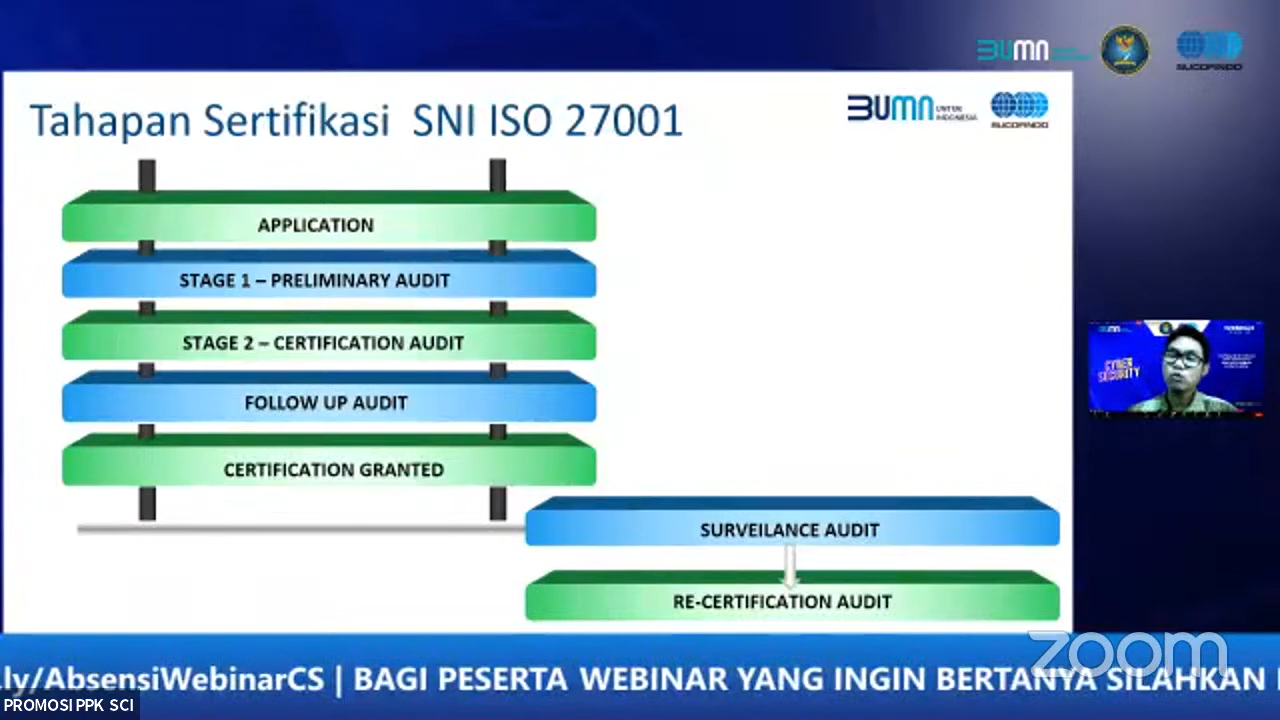 BUMN
SUCOFINDO
Tahapan Sertifikasi SNI ISO 27001
BUMN UNTUK INDONESIA
SUCOFINDO
APPLICATION
STAGE 1 – PRELIMINARY AUDIT
STAGE 2 – CERTIFICATION AUDIT
FOLLOW UP AUDIT
CERTIFICATION GRANTED
SURVEILANCE AUDIT
RE-CERTIFICATION AUDIT
CYBER
SECURITY
zoom
.ly/AbsensiWebinarCS | BAGI PESERTA WEBINAR YANG INGIN BERTANYA SILAHKAN
PROMOSI PPK SCI